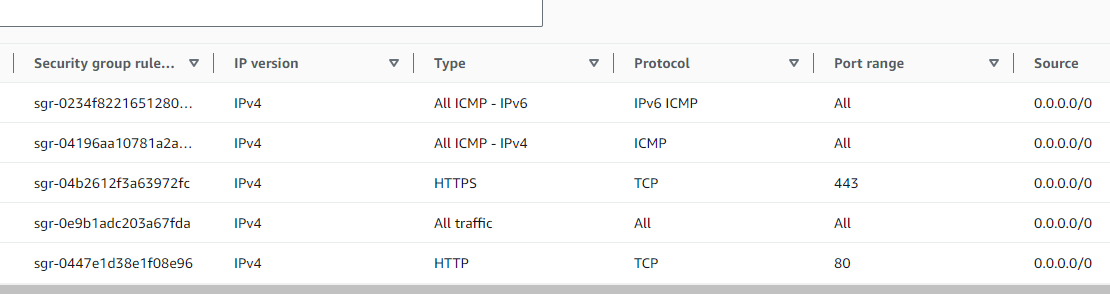 Security group rule... IP version Type Protocol Port range Source
sgr-0234f8221651280... IPv4 All ICMP - IPv6 IPv6 ICMP All 0.0.0.0/0
sgr-04196aa10781a2a... IPv4 All ICMP - IPv4 ICMP All 0.0.0.0/0
sgr-04b2612f3a63972fc IPv4 HTTPS TCP 443 0.0.0.0/0
sgr-0e9b1adc203a67fda IPv4 All traffic All All 0.0.0.0/0
sgr-0447e1d38e1f08e96 IPv4 HTTP TCP 80 0.0.0.0/0